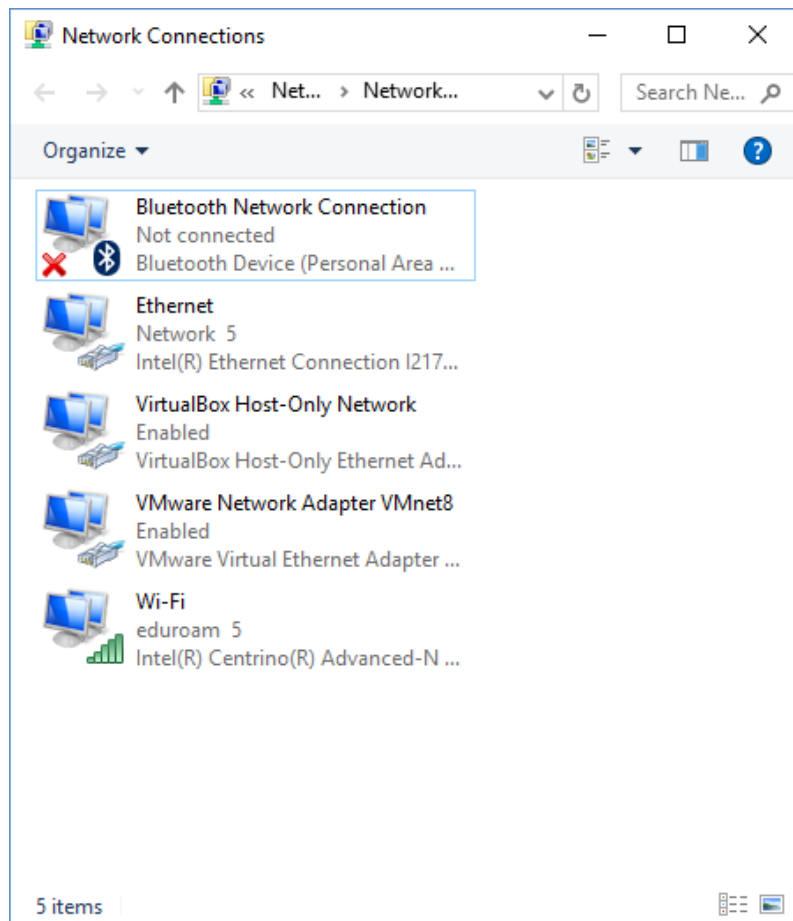 Network Connections
« Net... › Network...
Search Ne...
Organize
?
Bluetooth Network Connection
Not connected
Bluetooth Device (Personal Area ...
Ethernet
Network 5
Intel(R) Ethernet Connection I217...
VirtualBox Host-Only Network
Enabled
VirtualBox Host-Only Ethernet Ad...
VMware Network Adapter VMnet8
Enabled
VMware Virtual Ethernet Adapter ...
Wi-Fi
eduroam 5
Intel(R) Centrino(R) Advanced-N ...
5 items